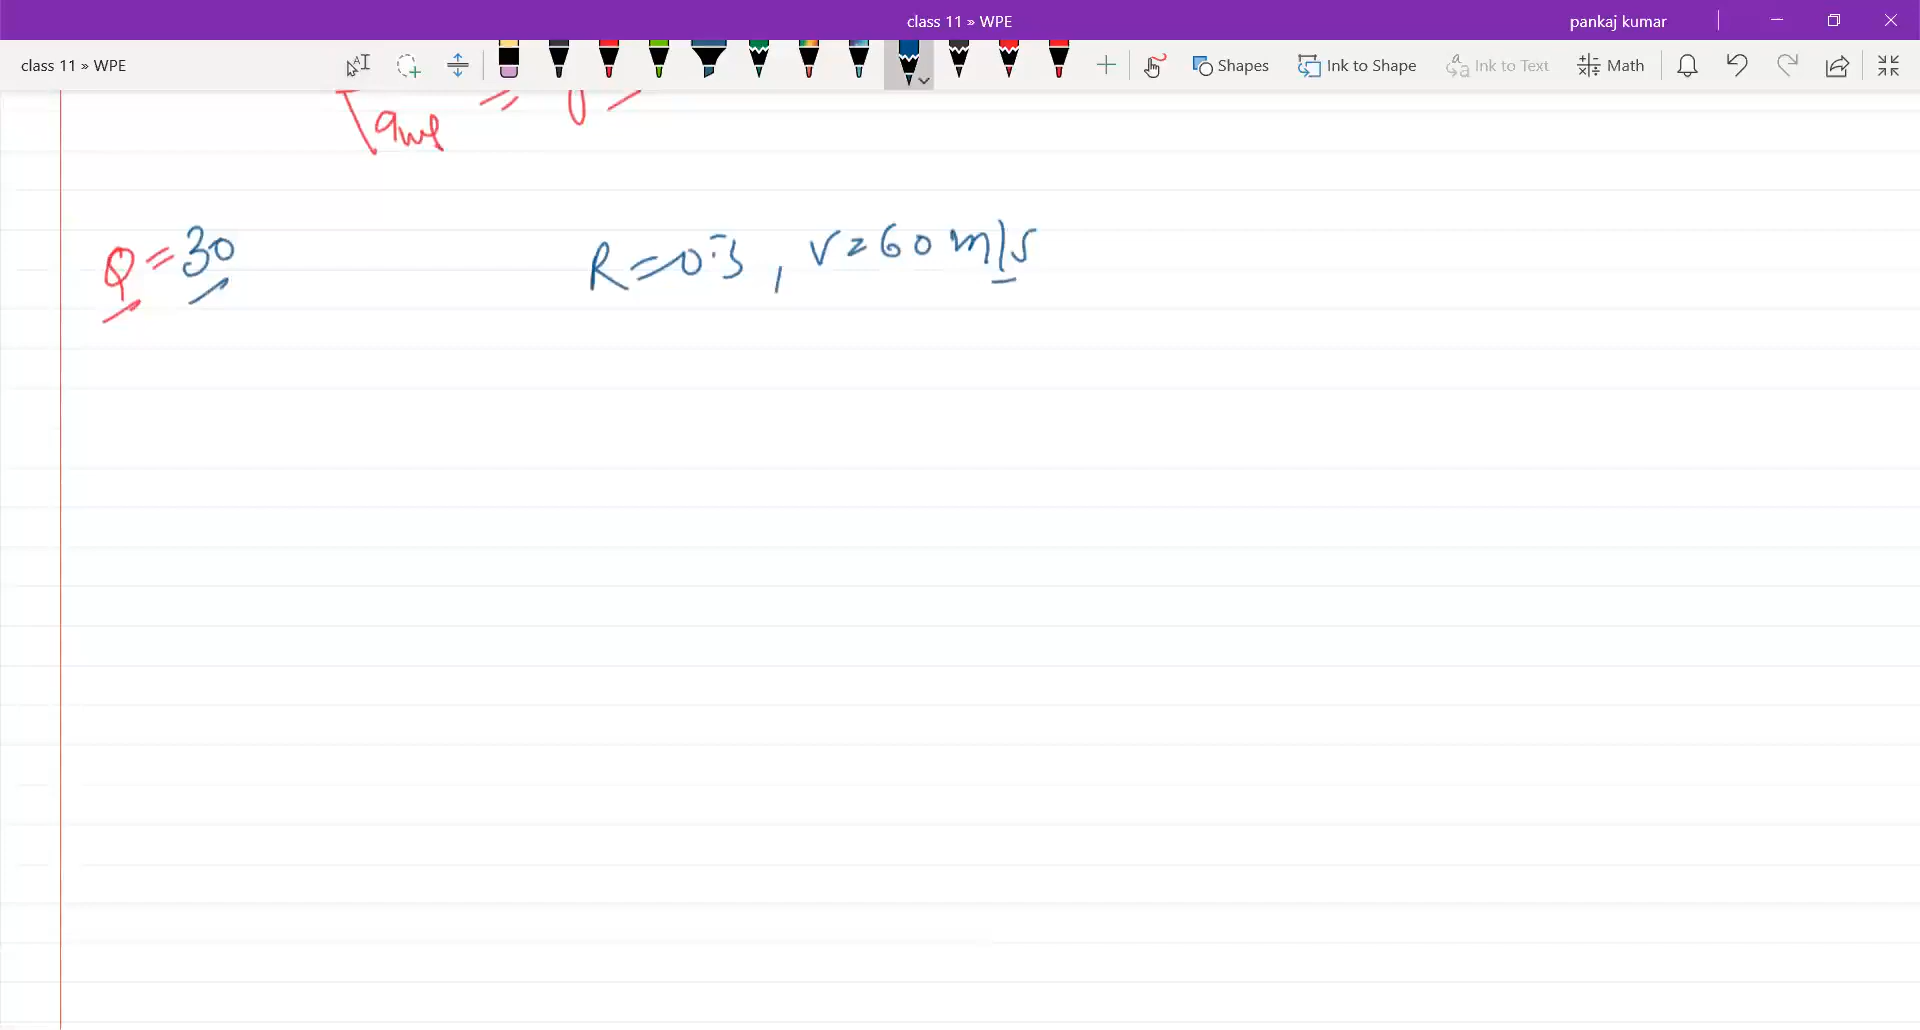 class 11 » WPE
pankaj kumar
class 11 » WPE
Shapes
Ink to Shape
Ink to Text
Math
Q = 30 R = 0.3 , v = 60 m/s